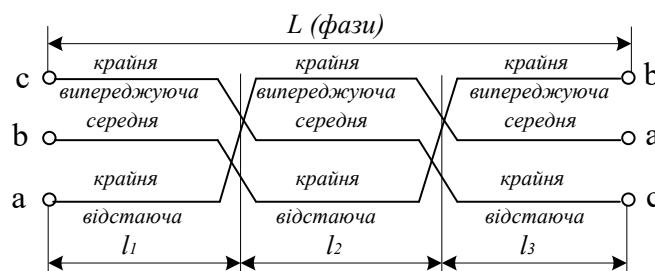 L (фази)
c крайня крайня крайня b
випереджуюча випереджуюча випереджуюча
b середня середня середня a
a крайня крайня крайня c
відстаюча відстаюча відстаюча
l1 l2 l3